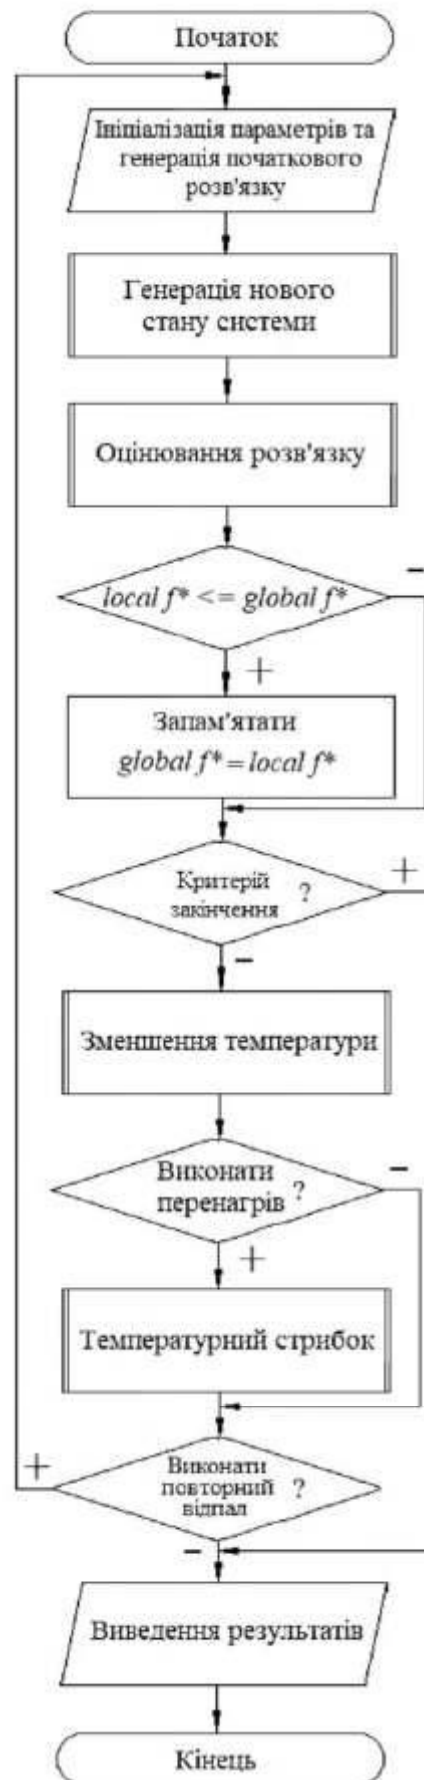 Початок
Ініціалізація параметрів та
генерація початкового
розв'язку
Генерація нового
стану системи
Оцінювання розв'язку
-
local f* <= global f*
+
Запам'ятати
global f* = local f*
Критерій
закінчення ?
+
-
Зменшення температури
Виконати
перенагрів ?
-
+
Температурний стрибок
+
Виконати
повторний ?
відпал
-
Виведення результатів
Кінець